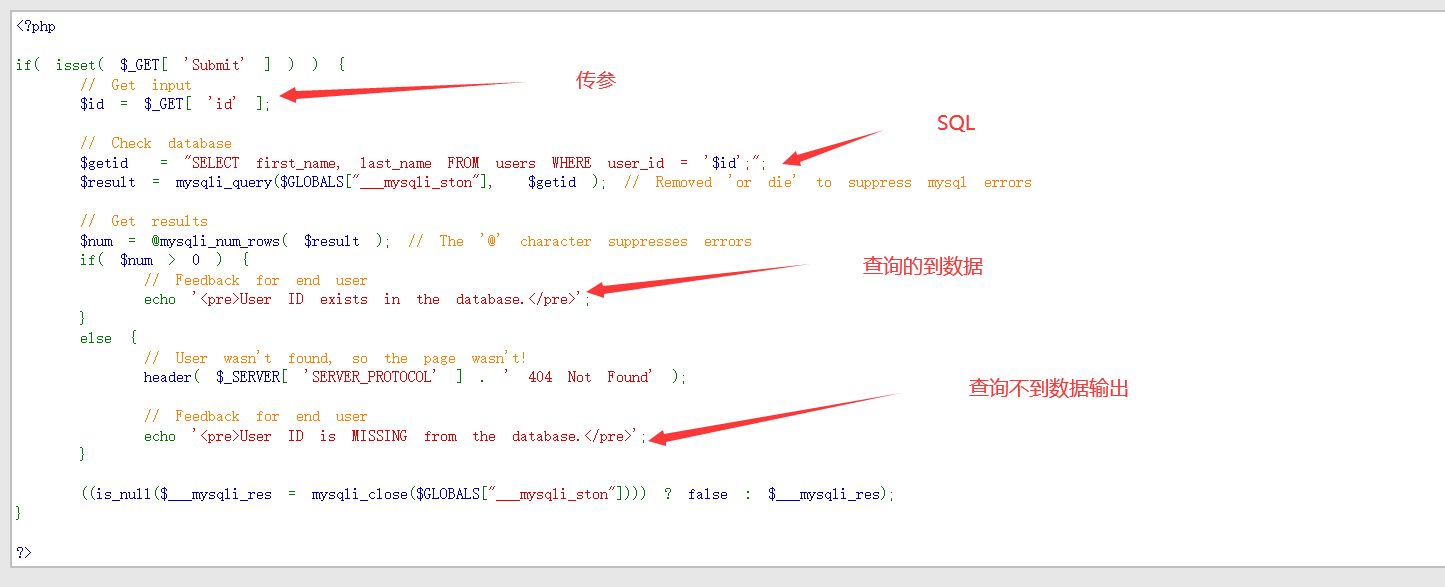 <?php
if( isset( $_GET[ 'Submit' ] ) ) {
// Get input
传参
$id = $_GET[ 'id' ];
// Check database
SQL
$getid = "SELECT first_name, last_name FROM users WHERE user_id = '$id';";
$result = mysqli_query($GLOBALS["___mysqli_ston"], $getid ); // Removed 'or die' to suppress mysql errors
// Get results
$num = @mysqli_num_rows( $result ); // The '@' character suppresses errors
if( $num > 0 ) {
查询的到数据
// Feedback for end user
echo '<pre>User ID exists in the database.</pre>';
}
else {
// User wasn't found, so the page wasn't!
header( $_SERVER[ 'SERVER_PROTOCOL' ] . ' 404 Not Found' );
查询不到数据输出
// Feedback for end user
echo '<pre>User ID is MISSING from the database.</pre>';
}
((is_null($___mysqli_res = mysqli_close($GLOBALS["___mysqli_ston"]))) ? false : $___mysqli_res);
}
?>